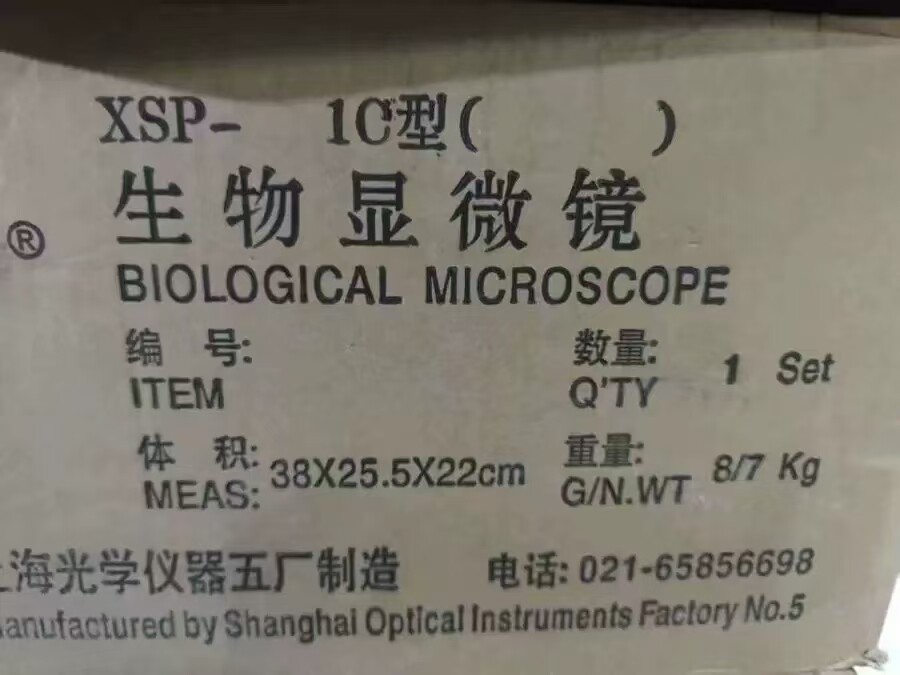 XSP- 1C型( )
生物显微镜
®
BIOLOGICAL MICROSCOPE
编 号:
ITEM
数量: 1 Set
Q'TY
体 积: 38X25.5X22cm
MEAS:
重量: 8/7 Kg
G/N.WT
上海光学仪器五厂制造 电话: 021-65856698
Manufactured by Shanghai Optical Instruments Factory No.5